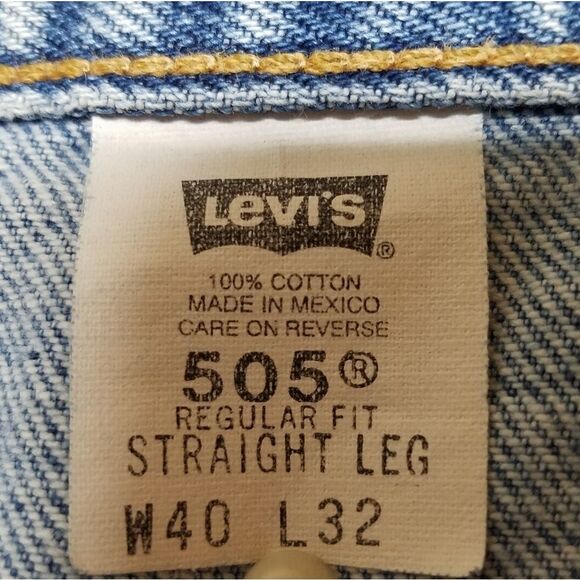 Levi's ®
100% COTTON
MADE IN MEXICO
CARE ON REVERSE
505®
REGULAR FIT
STRAIGHT LEG
W40 L32